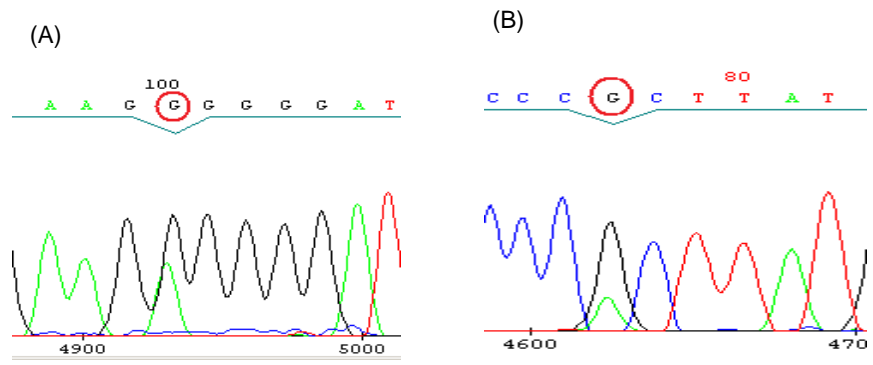 (A)
100
A A G G G G G G A T
4900 5000
(B)
80
C C C G C T T A T
4600 470